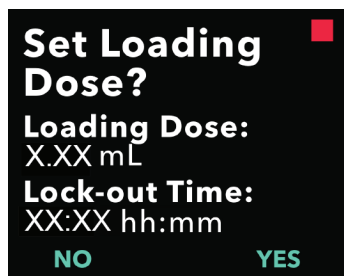 Set Loading
Dose?
Loading Dose:
X.XX mL
Lock-out Time:
XX:XX hh:mm
NO YES